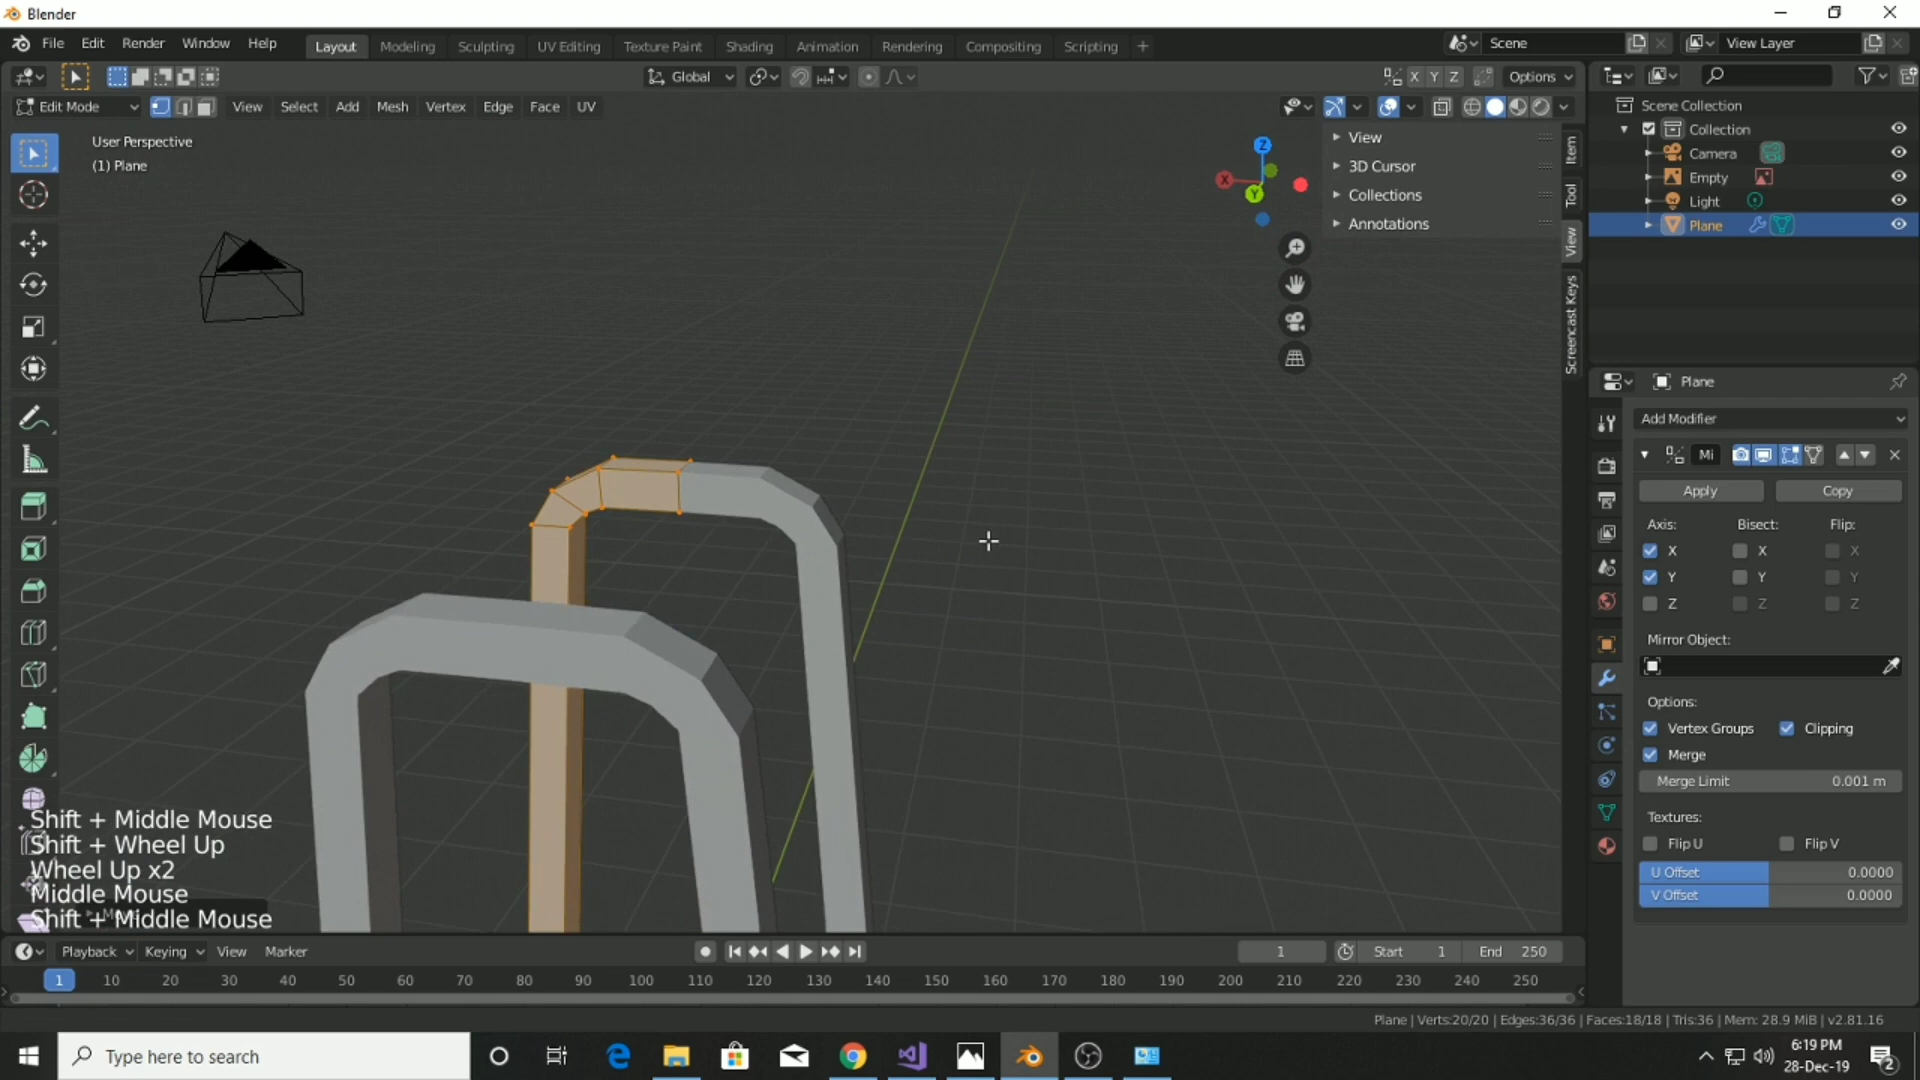 Blender
File Edit Render Window Help Layout Modeling Sculpting UV Editing Texture Paint Shading Animation Rendering Compositing Scripting + Scene View Layer
Global X Y Z Options
Edit Mode View Select Add Mesh Vertex Edge Face UV
User Perspective
(1) Plane
Z
X
Y
View
3D Cursor
Collections
Annotations
Item
Tool
View
Screencast Keys
Scene Collection
Collection
Camera
Empty
Light
Plane
Plane
Add Modifier
Mi
Apply Copy
Axis: Bisect: Flip:
X X X
Y Y Y
Z Z Z
Mirror Object:
Options:
Vertex Groups Clipping
Merge
Merge Limit 0.001 m
Textures:
Flip U Flip V
U Offset 0.0000
V Offset 0.0000
Shift + Middle Mouse
Shift + Wheel Up
Wheel Up x2
Middle Mouse
Shift + Middle Mouse
Playback Keying View Marker 1 Start 1 End 250
1 10 20 30 40 50 60 70 80 90 100 110 120 130 140 150 160 170 180 190 200 210 220 230 240 250
Plane | Verts:20/20 | Edges:36/36 | Faces:18/18 | Tris:36 | Mem: 28.9 MiB | v2.81.16
Type here to search
6:19 PM
28-Dec-19
2